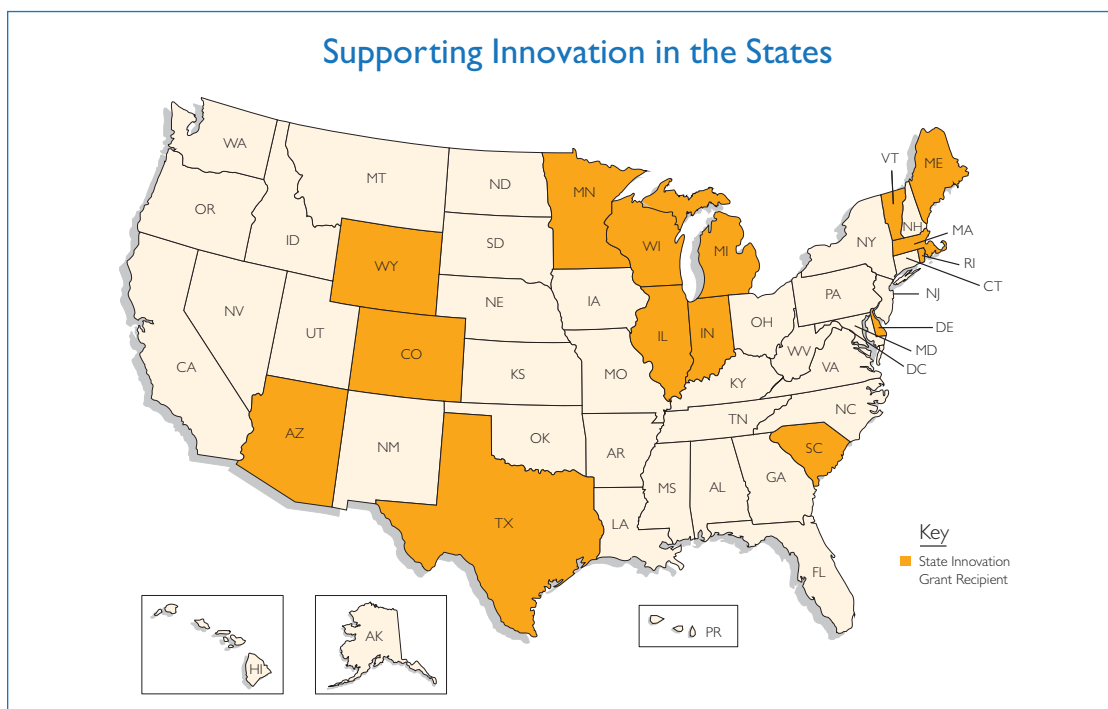 Supporting Innovation in the States
WA
MT
ND
MN
VT
ME
OR
ID
SD
WI
MI
NY
NH
MA
RI
CT
WY
NE
IA
PA
NJ
NV
UT
CO
IL
IN
OH
DE
MD
DC
CA
KS
MO
WV
VA
KY
AZ
NM
OK
AR
TN
NC
SC
TX
LA
MS
AL
GA
FL
Key
State Innovation
Grant Recipient
HI
AK
PR